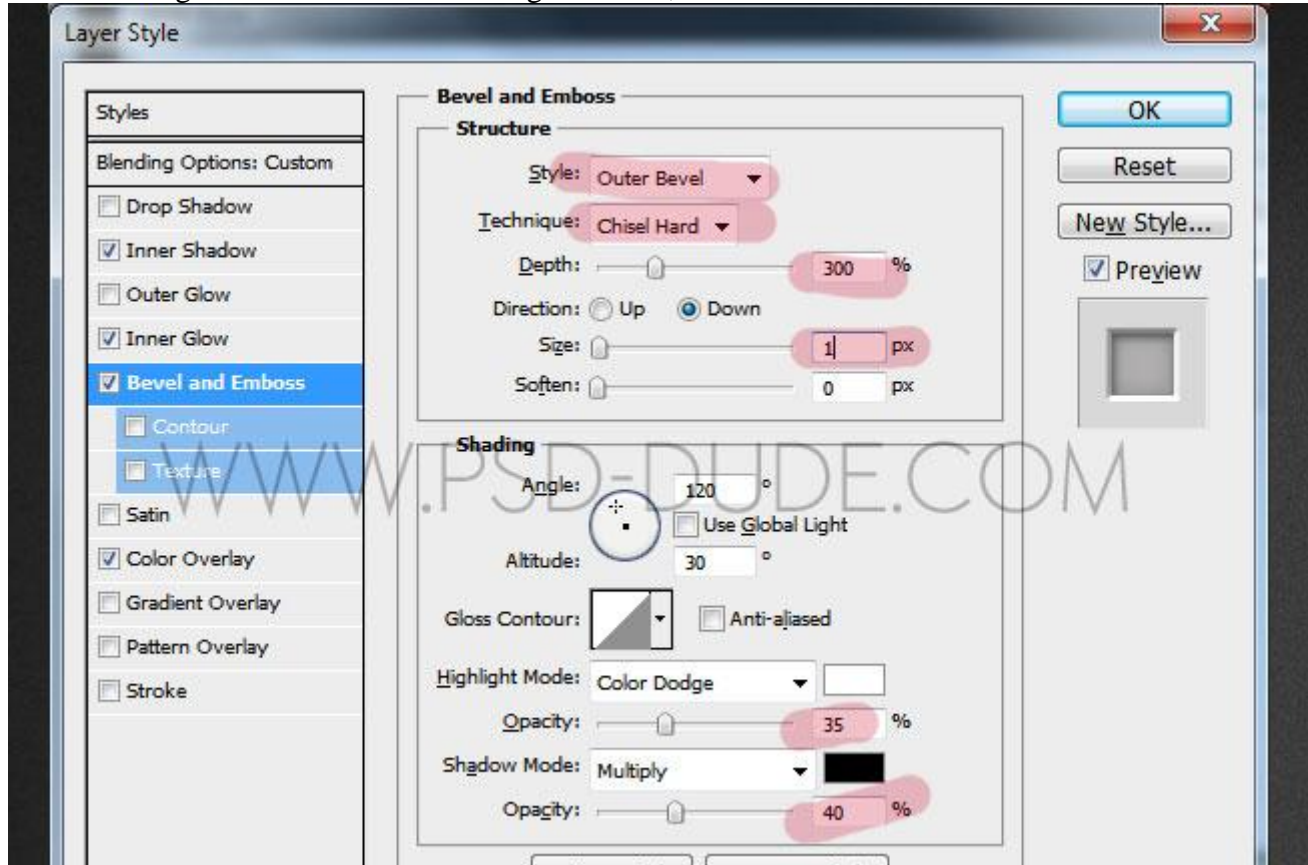 Layer Style
Styles
Blending Options: Custom
Drop Shadow
Inner Shadow
Outer Glow
Inner Glow
Bevel and Emboss
Contour
Texture
Satin
Color Overlay
Gradient Overlay
Pattern Overlay
Stroke
Bevel and Emboss
Structure
Style: Outer Bevel
Technique: Chisel Hard
Depth: 300 %
Direction: Up Down
Size: 1 px
Soften: 0 px
Shading
Angle: 120 °
Use Global Light
Altitude: 30 °
Gloss Contour: Anti-aliased
Highlight Mode: Color Dodge
Opacity: 35 %
Shadow Mode: Multiply
Opacity: 40 %
OK
Reset
New Style...
Preview
WWW.PSD-DUDE.COM